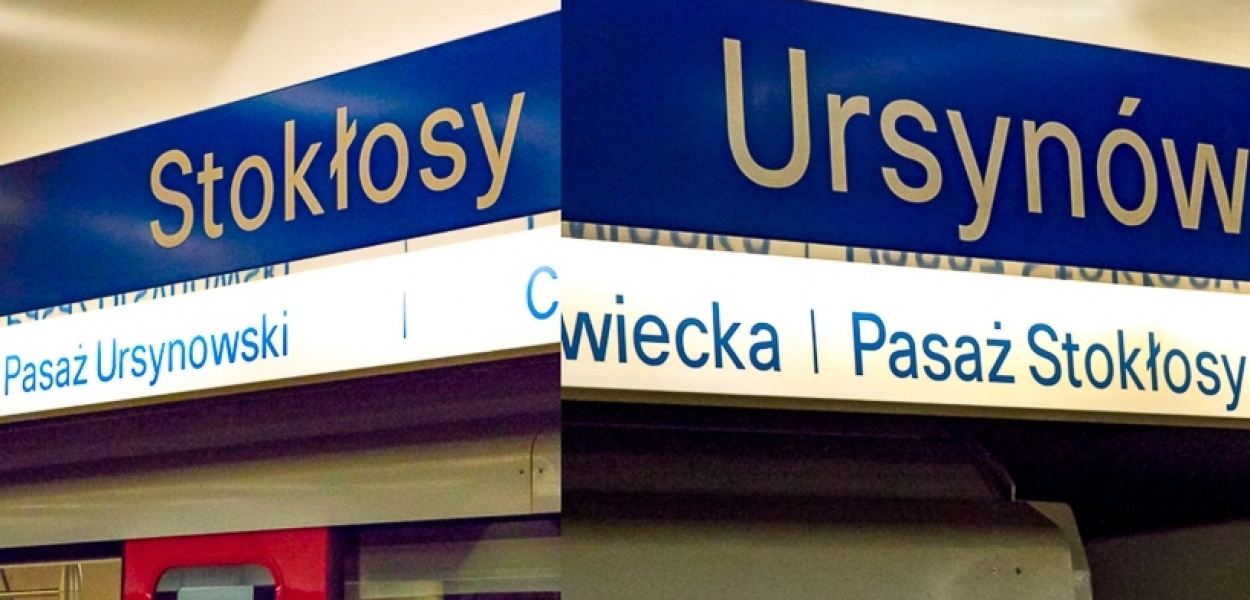 Stokłosy
Pasaż Ursynowski | C
Ursynów
wiecka | Pasaż Stokłosy